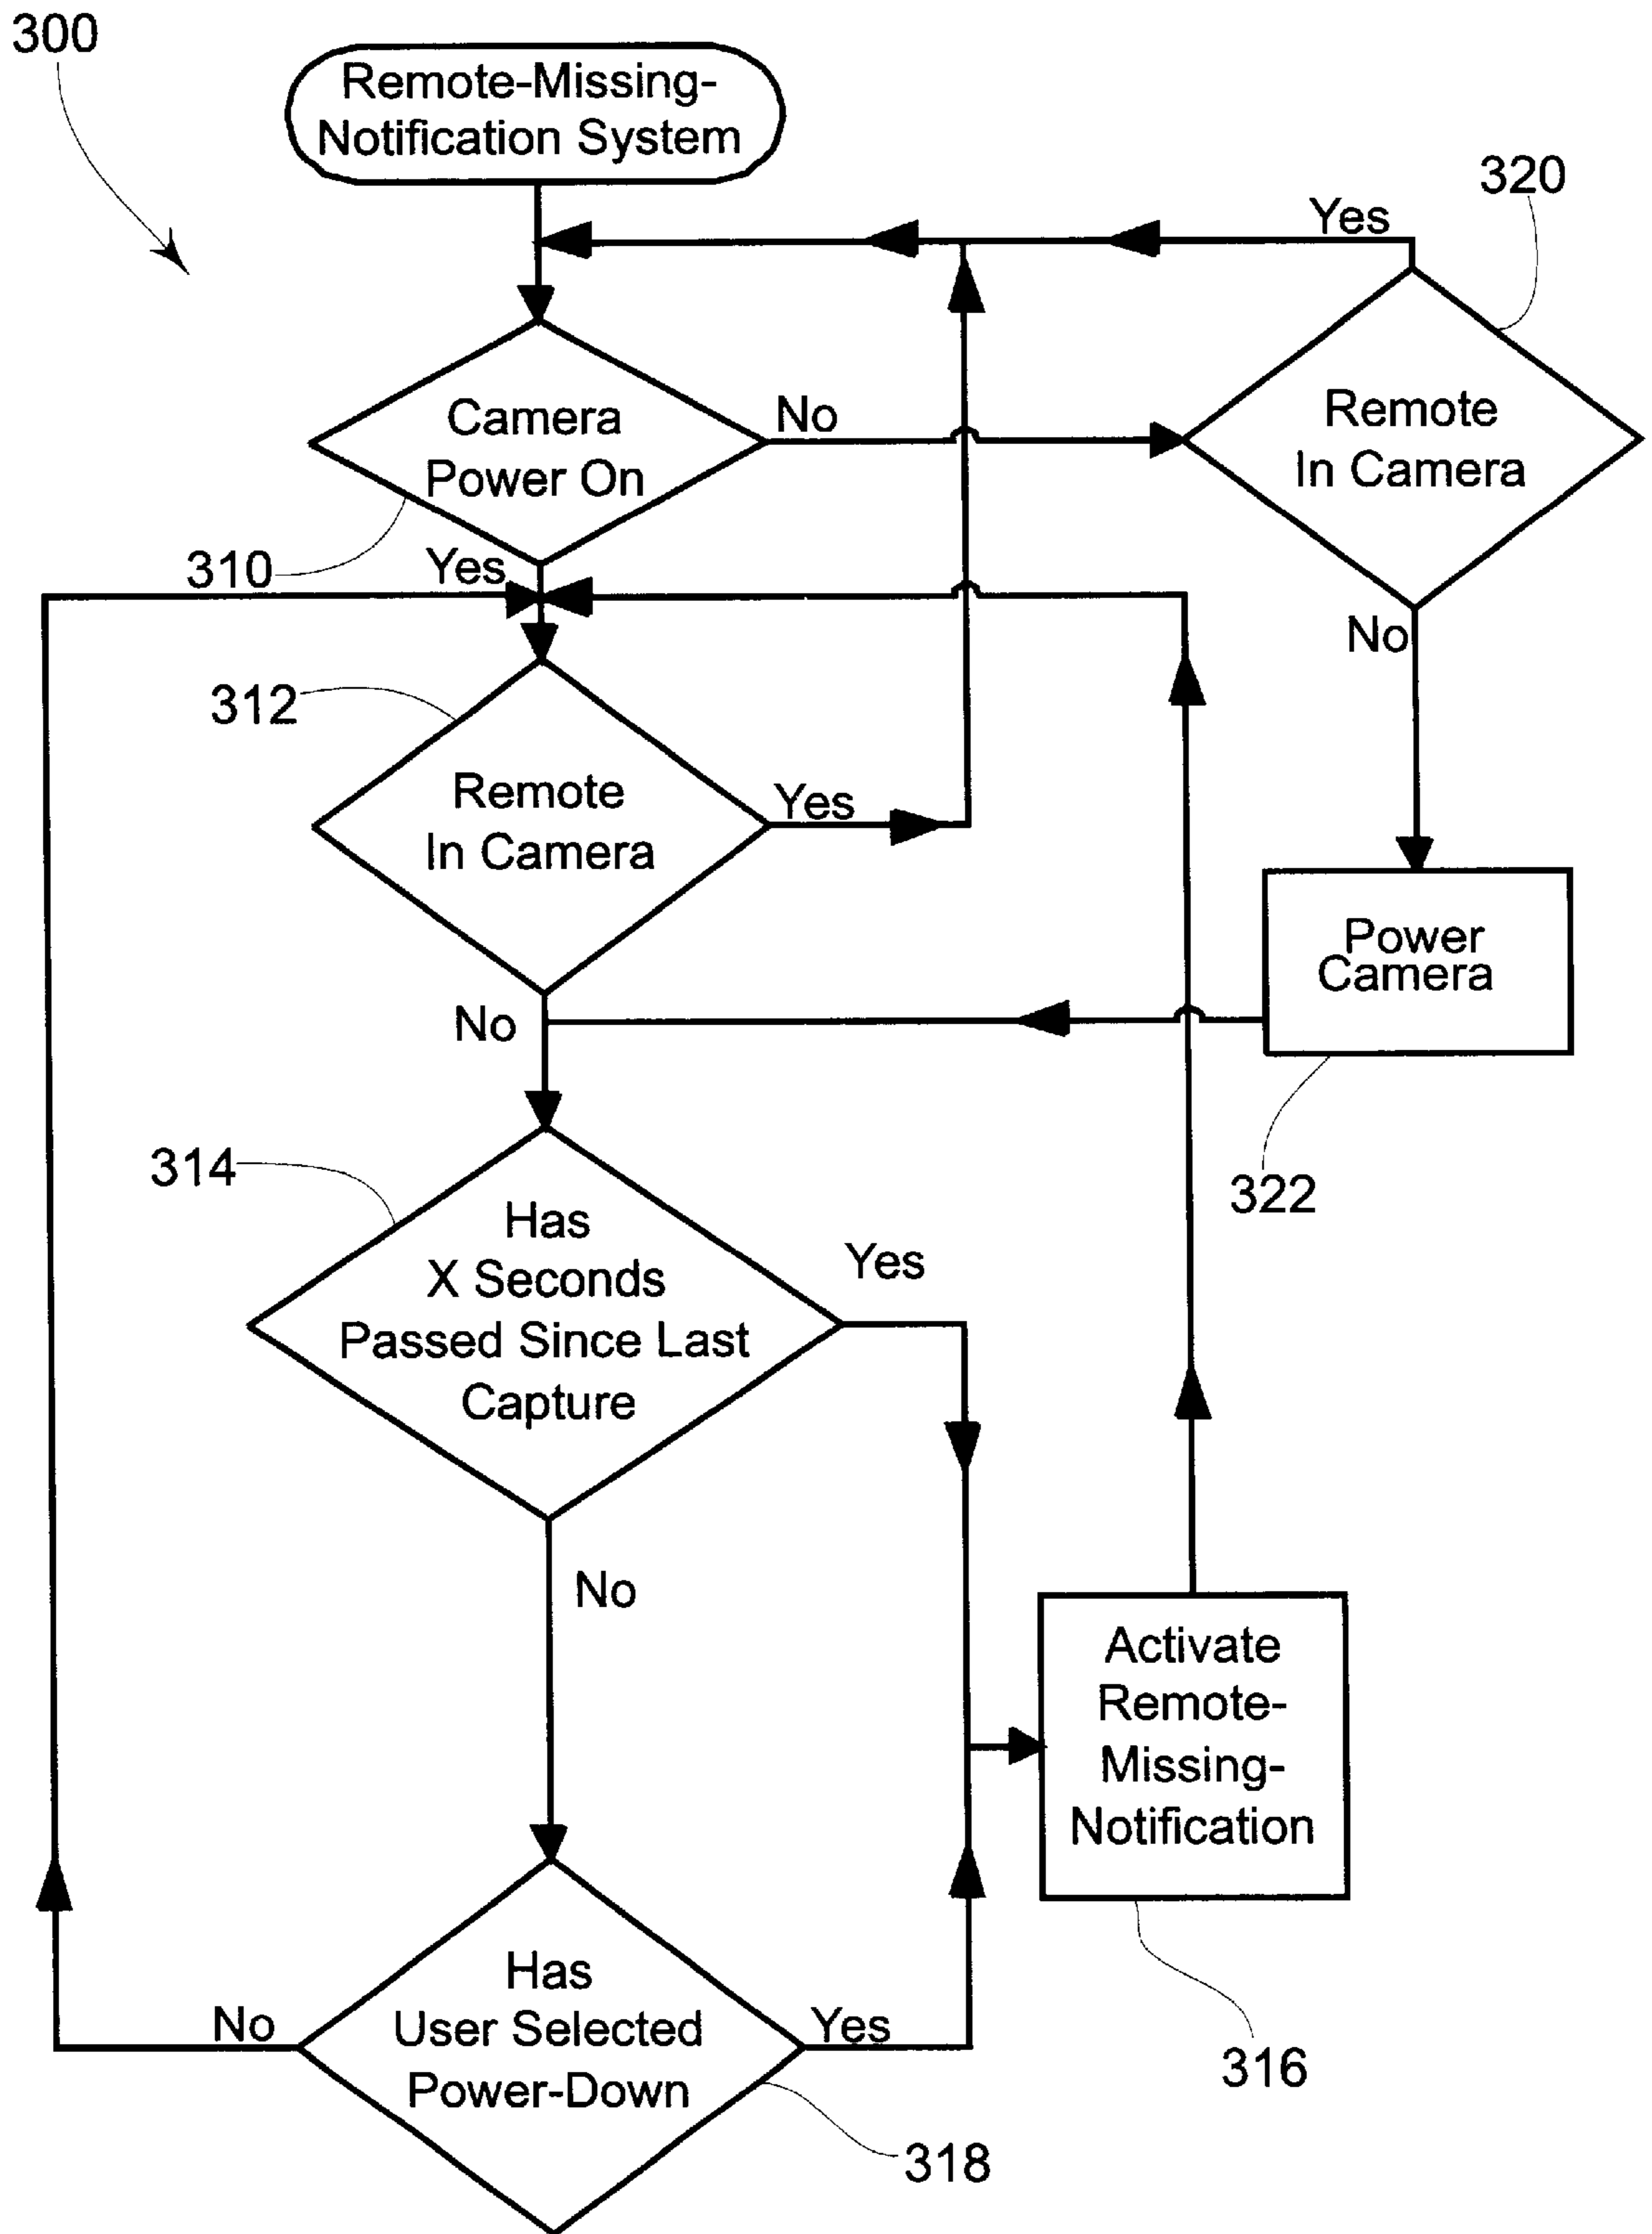 300
Remote-Missing-
Notification System
320
Yes
Camera
Power On
No
Remote
In Camera
310
Yes
No
312
Remote
In Camera
Yes
Power
Camera
No
314
322
Has
X Seconds
Passed Since Last
Capture
Yes
No
Activate
Remote-
Missing-
Notification
Has
User Selected
Power-Down
No
Yes
316
318